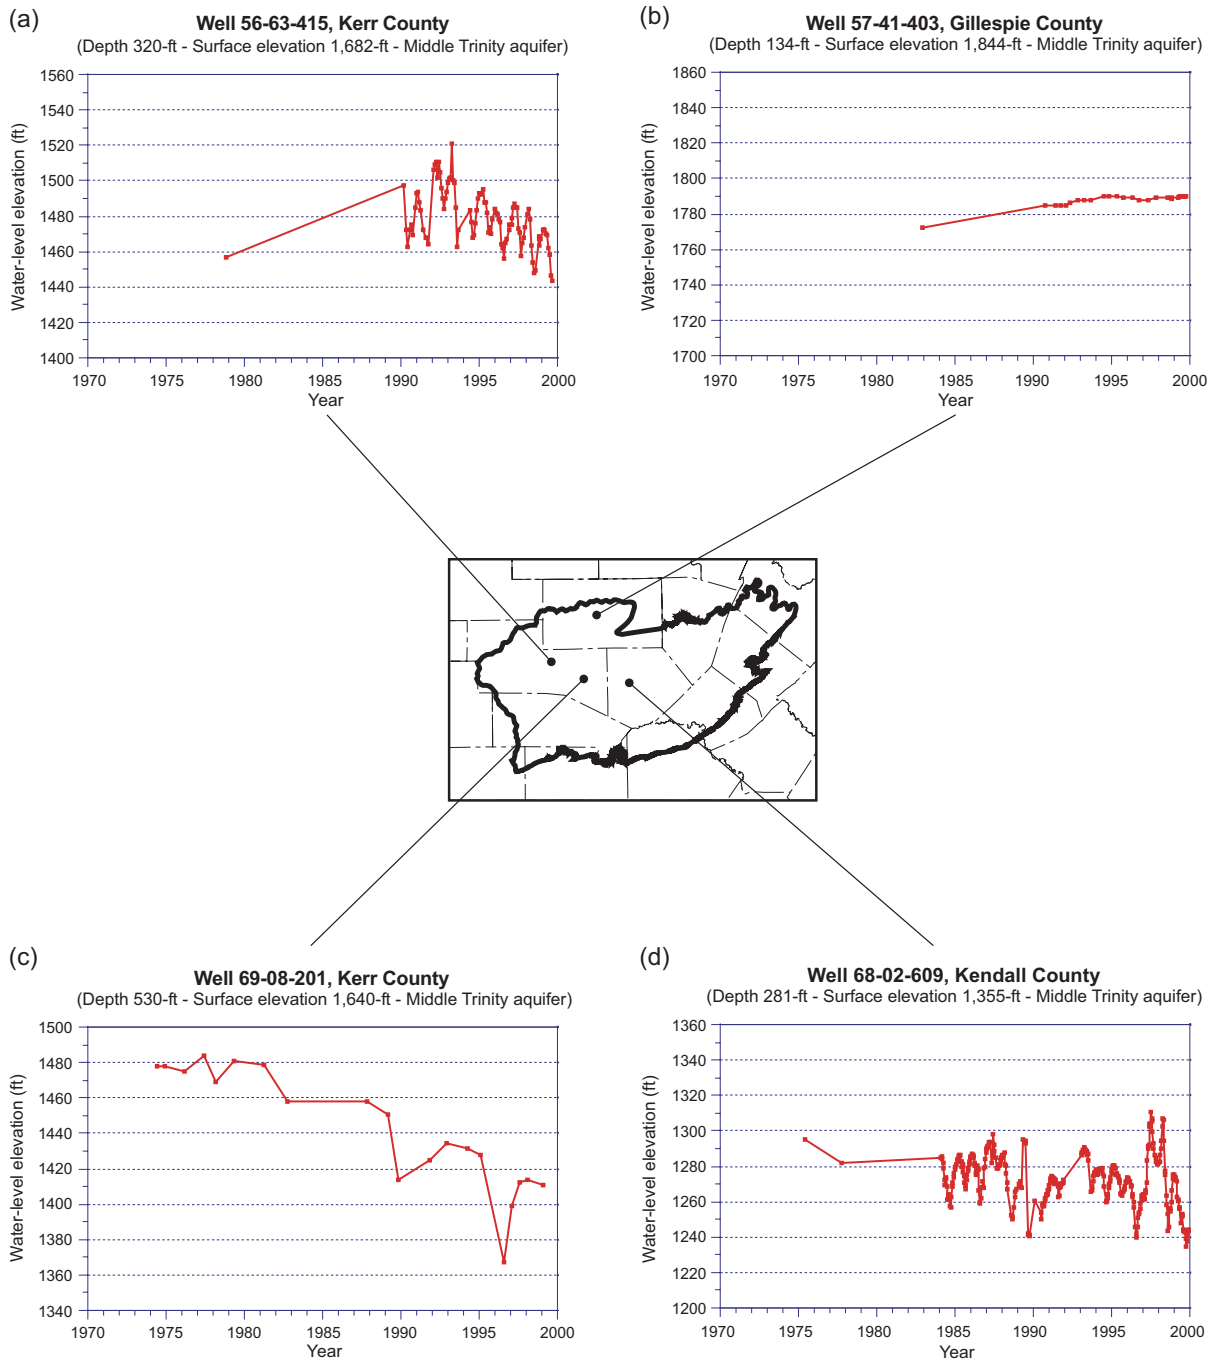 (a)
Well 56-63-415, Kerr County
(Depth 320-ft - Surface elevation 1,682-ft - Middle Trinity aquifer)
Water-level elevation (ft)
1560
1540
1520
1500
1480
1460
1440
1420
1400
1970 1975 1980 1985 1990 1995 2000
Year
(b)
Well 57-41-403, Gillespie County
(Depth 134-ft - Surface elevation 1,844-ft - Middle Trinity aquifer)
Water-level elevation (ft)
1860
1840
1820
1800
1780
1760
1740
1720
1700
1970 1975 1980 1985 1990 1995 2000
Year
(c)
Well 69-08-201, Kerr County
(Depth 530-ft - Surface elevation 1,640-ft - Middle Trinity aquifer)
Water-level elevation (ft)
1500
1480
1460
1440
1420
1400
1380
1360
1340
1970 1975 1980 1985 1990 1995 2000
Year
(d)
Well 68-02-609, Kendall County
(Depth 281-ft - Surface elevation 1,355-ft - Middle Trinity aquifer)
Water-level elevation (ft)
1360
1340
1320
1300
1280
1260
1240
1220
1200
1970 1975 1980 1985 1990 1995 2000
Year